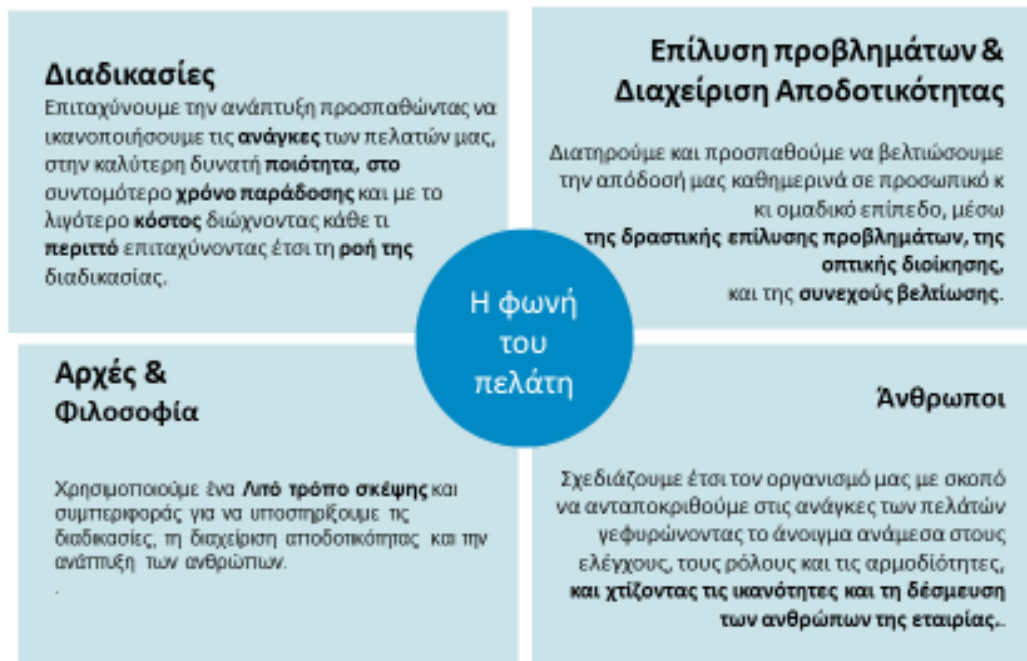 Διαδικασίες
Επιταχύνουμε την ανάπτυξη προσπαθώντας να
ικανοποιήσουμε τις ανάγκες των πελατών μας,
στην καλύτερη δυνατή ποιότητα, στο
συντομότερο χρόνο παράδοσης και με το
λιγότερο κόστος διώχνοντας κάθε τι
περιττό επιταχύνοντας έτσι τη ροή της
διαδικασίας.
Επίλυση προβλημάτων &
Διαχείριση Αποδοτικότητας
Διατηρούμε και προσπαθούμε να βελτιώσουμε
την απόδοσή μας καθημερινά σε προσωπικό κ
κι ομαδικό επίπεδο, μέσω
της δραστικής επίλυσης προβλημάτων, της
οπτικής διοίκησης,
και της συνεχούς βελτίωσης.
Η φωνή
του
πελάτη
Αρχές &
Φιλοσοφία
Χρησιμοποιούμε ένα Λιτό τρόπο σκέψης και
συμπεριφοράς για να υποστηρίξουμε τις
διαδικασίες, τη διαχείριση αποδοτικότητας και την
ανάπτυξη των ανθρώπων.
.
Άνθρωποι
Σχεδιάζουμε έτσι τον οργανισμό μας με σκοπό
να ανταποκριθούμε στις ανάγκες των πελατών
γεφυρώνοντας το άνοιγμα ανάμεσα στους
ελέγχους, τους ρόλους και τις αρμοδιότητες,
και χτίζοντας τις ικανότητες και τη δέσμευση
των ανθρώπων της εταιρίας..